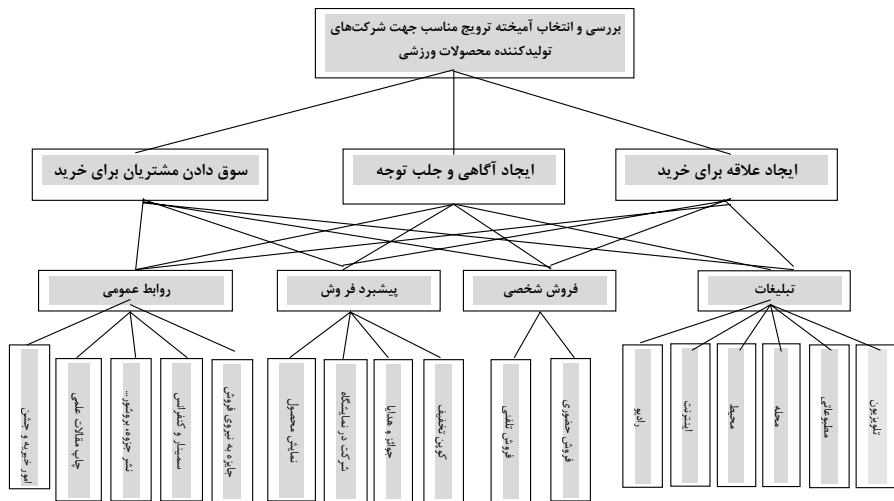 بررسی و انتخاب آمیخته ترویج مناسب جهت شرکت‌های
تولیدکننده محصولات ورزشی
ایجاد علاقه برای خرید
ایجاد آگاهی و جلب توجه
سوق دادن مشتریان برای خرید
تبلیغات
فروش شخصی
پیشبرد فروش
روابط عمومی
تلویزیون
مطبوعاتی
مجله
محیط
اینترنت
رادیو
فروش حضوری
فروش تلفنی
کوپن تخفیف
جوائز و هدایا
شرکت در نمایشگاه
نمایش محصول
جایزه به نیروی فروش
سمینار و کنفرانس
نشر جزوه، بروشور...
چاپ مقالات علمی
امور خیریه و جشن